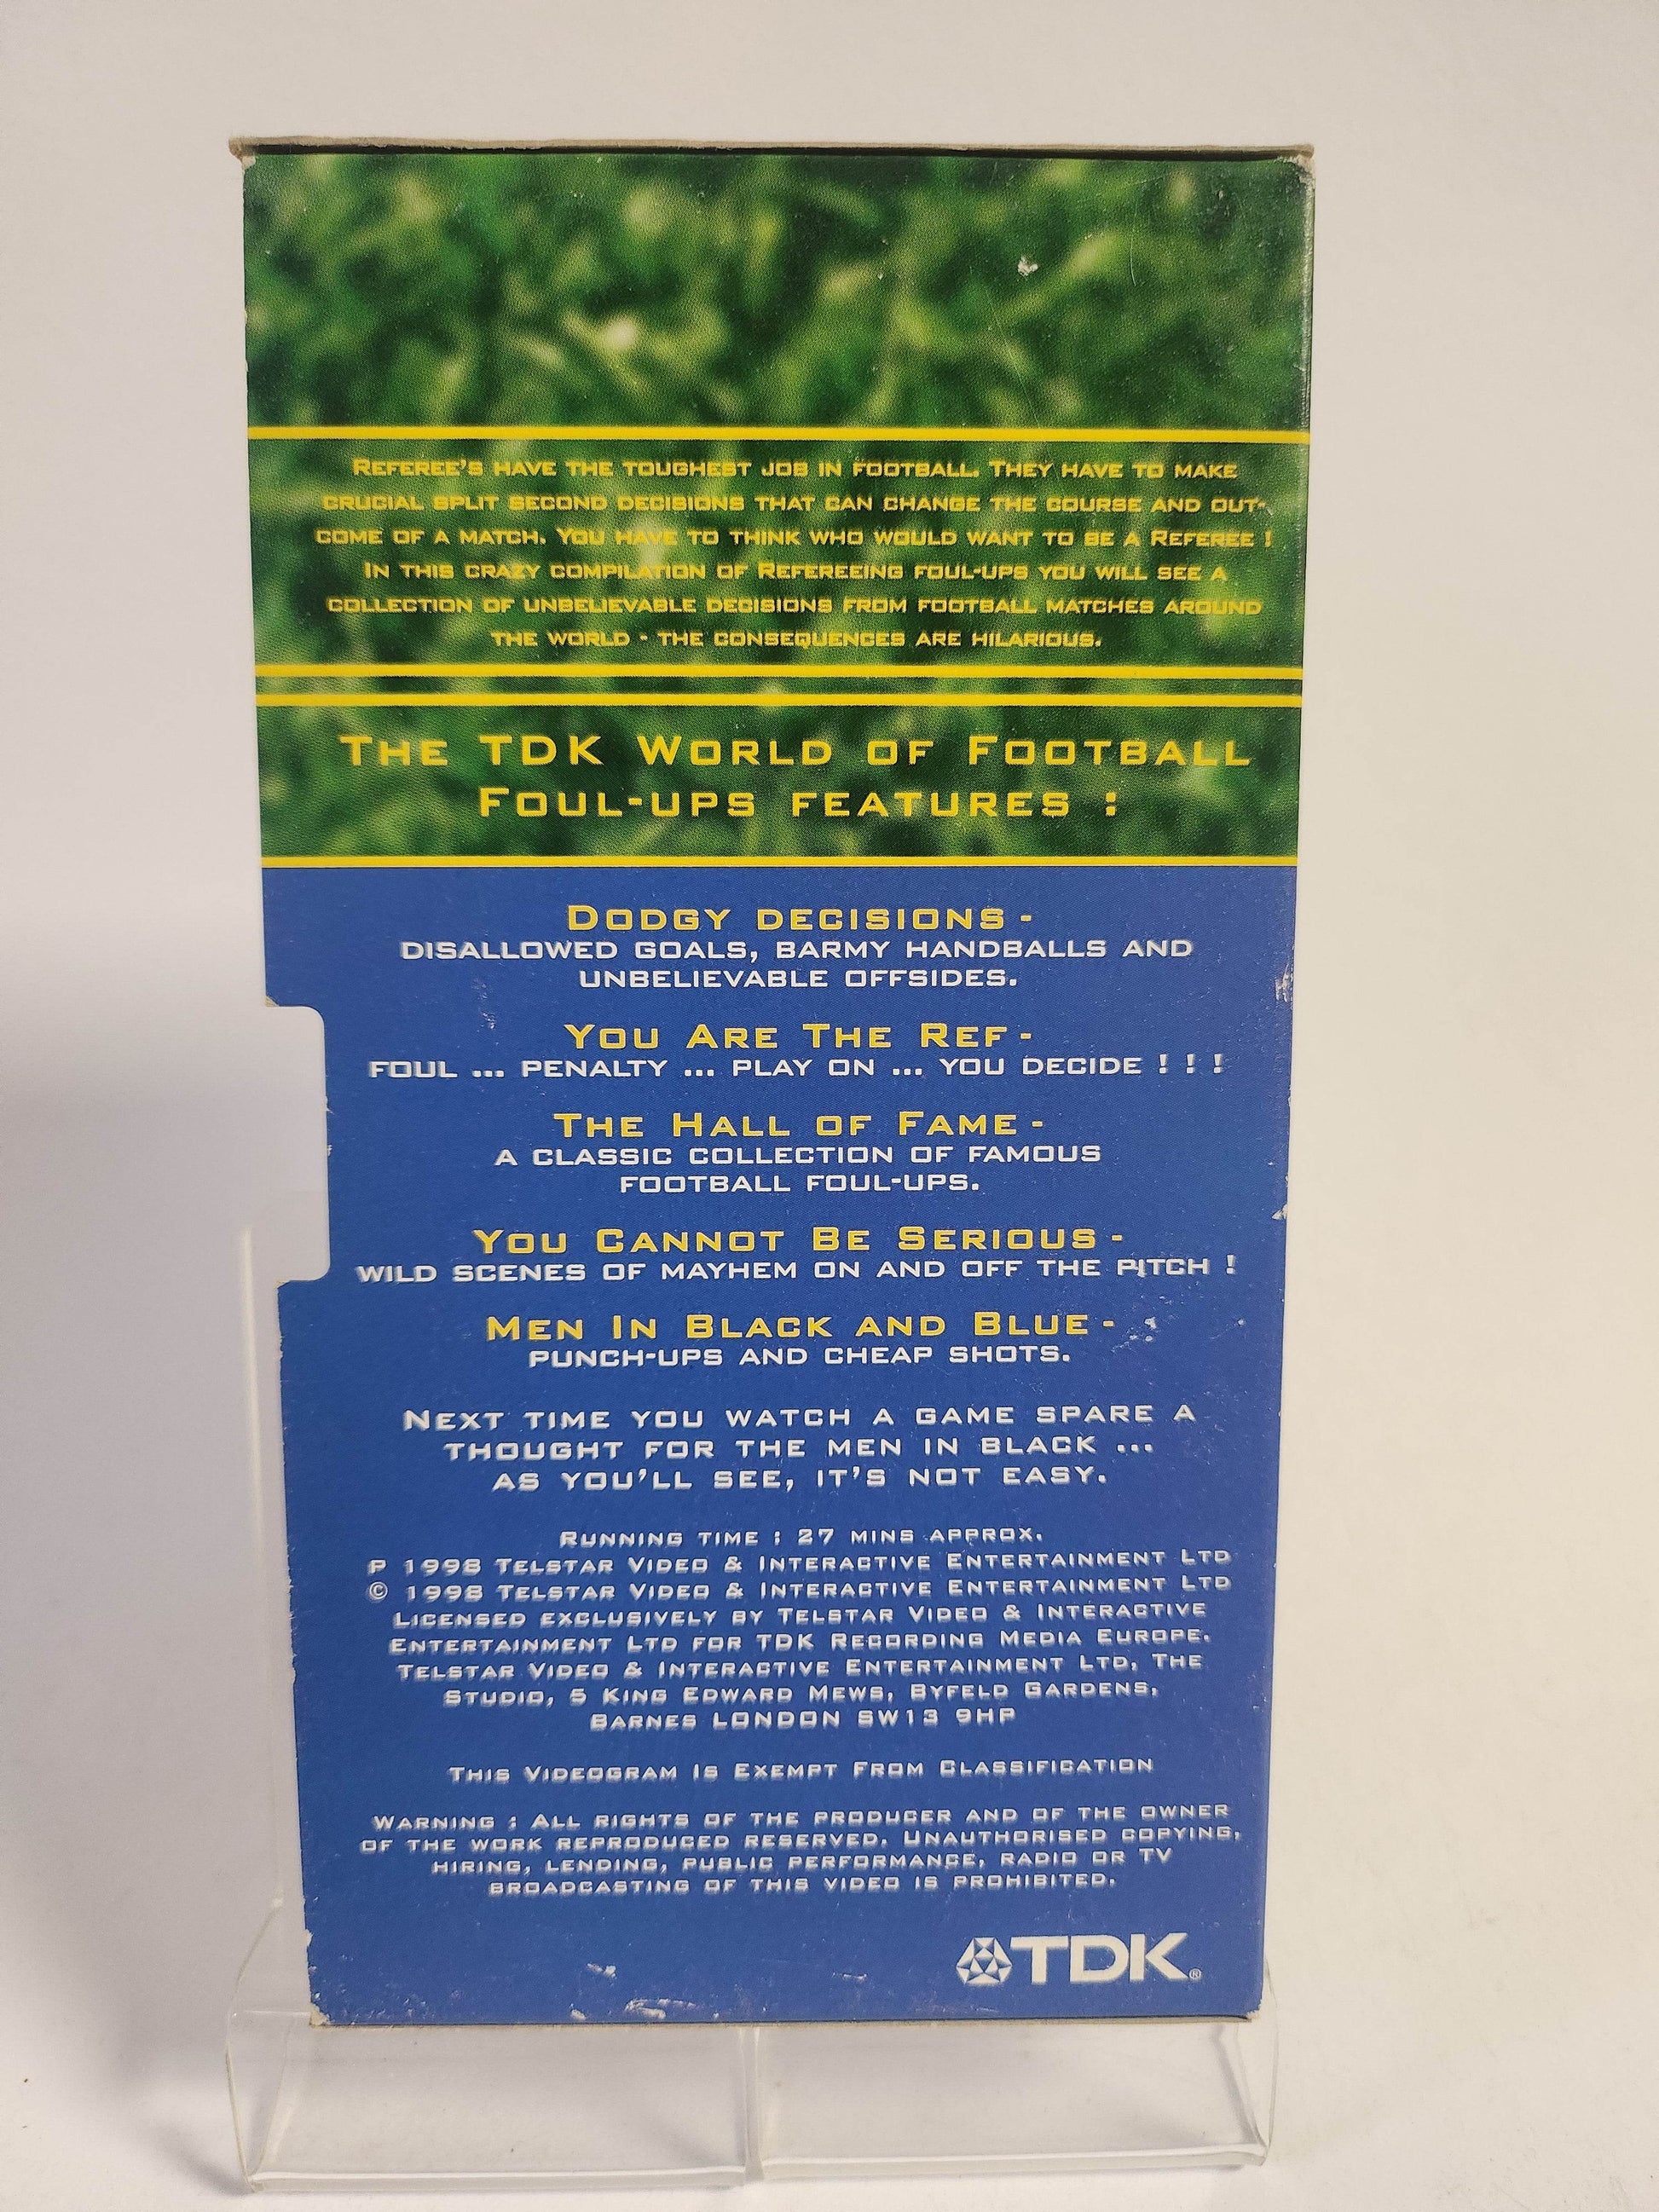 Referee's have the toughest job in football. They have to make
crucial split second decisions that can change the course and out-
come of a match. You have to think who would want to be a Referee !
In this crazy compilation of Refereeing foul-ups you will see a
collection of unbelievable decisions from football matches around
the world - the consequences are hilarious.
The TDK World of Football
Foul-ups features :
Dodgy decisions -
disallowed goals, barmy handballs and
unbelievable offsides.
You Are The Ref -
foul ... penalty ... play on ... you decide ! ! !
The Hall of Fame -
a classic collection of famous
football foul-ups.
You Cannot Be Serious -
wild scenes of mayhem on and off the pitch !
Men In Black and Blue -
punch-ups and cheap shots.
Next time you watch a game spare a
thought for the men in black ...
as you'll see, it's not easy.
Running time : 27 mins approx.
P 1998 Telstar Video & Interactive Entertainment Ltd
© 1998 Telstar Video & Interactive Entertainment Ltd
Licensed exclusively by Telstar Video & Interactive
Entertainment Ltd for TDK Recording Media Europe.
Telstar Video & Interactive Entertainment Ltd, The
Studio, 5 King Edward Mews, Byfeld Gardens,
Barnes LONDON SW13 9HP
This Videogram Is Exempt From Classification
Warning : All rights of the producer and of the owner
of the work reproduced reserved. Unauthorised copying,
hiring, lending, public performance, radio or TV
broadcasting of this video is prohibited.
TDK®